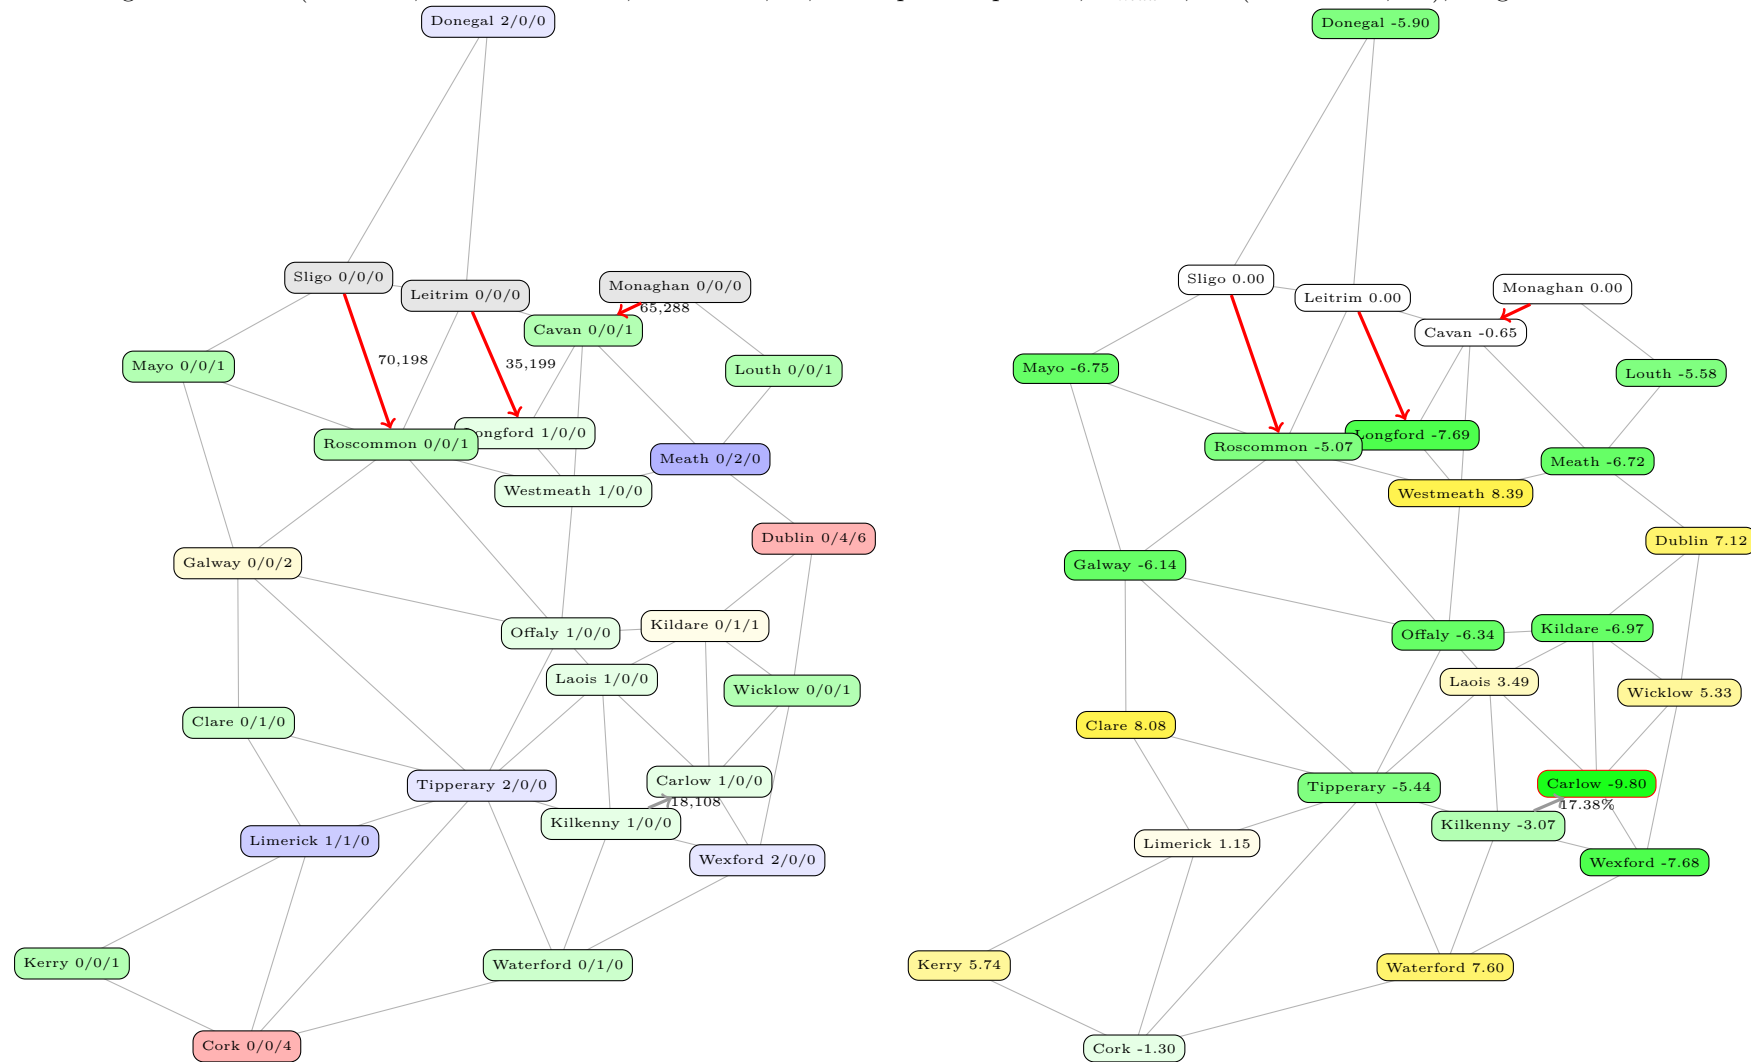 Donegal 2/0/0
Sligo 0/0/0
Leitrim 0/0/0
Monaghan 0/0/0
65,288
Cavan 0/0/1
70,198
35,199
Mayo 0/0/1
Louth 0/0/1
Roscommon 0/0/1
ongford 1/0/0
Meath 0/2/0
Westmeath 1/0/0
Dublin 0/4/6
Galway 0/0/2
Offaly 1/0/0
Kildare 0/1/1
Laois 1/0/0
Wicklow 0/0/1
Clare 0/1/0
Tipperary 2/0/0
Carlow 1/0/0
18,108
Kilkenny 1/0/0
Limerick 1/1/0
Wexford 2/0/0
Kerry 0/0/1
Waterford 0/1/0
Cork 0/0/4
Donegal -5.90
Sligo 0.00
Leitrim 0.00
Monaghan 0.00
Cavan -0.65
Mayo -6.75
Louth -5.58
Roscommon -5.07
Longford -7.69
Meath -6.72
Westmeath 8.39
Dublin 7.12
Galway -6.14
Offaly -6.34
Kildare -6.97
Laois 3.49
Wicklow 5.33
Clare 8.08
Tipperary -5.44
Carlow -9.80
17.38%
Kilkenny -3.07
Limerick 1.15
Wexford -7.68
Kerry 5.74
Waterford 7.60
Cork -1.30